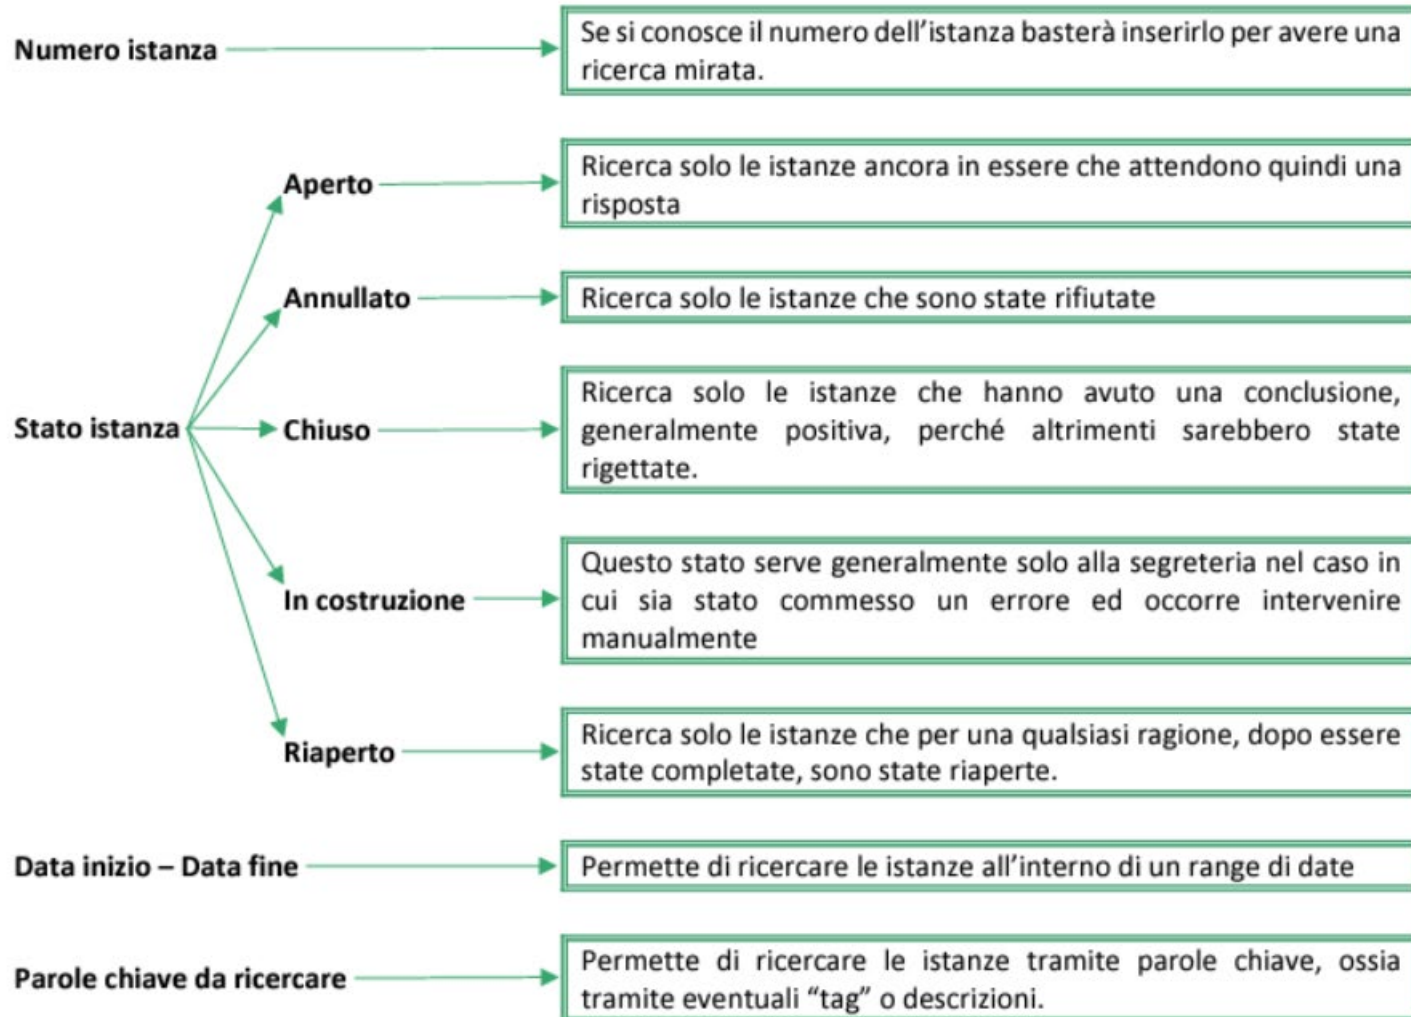 Numero istanza
Se si conosce il numero dell'istanza basterà inserirlo per avere una
ricerca mirata.
Aperto
Ricerca solo le istanze ancora in essere che attendono quindi una
risposta
Annullato
Ricerca solo le istanze che sono state rifiutate
Stato istanza
Chiuso
Ricerca solo le istanze che hanno avuto una conclusione,
generalmente positiva, perché altrimenti sarebbero state
rigettate.
In costruzione
Questo stato serve generalmente solo alla segreteria nel caso in
cui sia stato commesso un errore ed occorre intervenire
manualmente
Riaperto
Ricerca solo le istanze che per una qualsiasi ragione, dopo essere
state completate, sono state riaperte.
Data inizio – Data fine
Permette di ricercare le istanze all'interno di un range di date
Parole chiave da ricercare
Permette di ricercare le istanze tramite parole chiave, ossia
tramite eventuali “tag” o descrizioni.